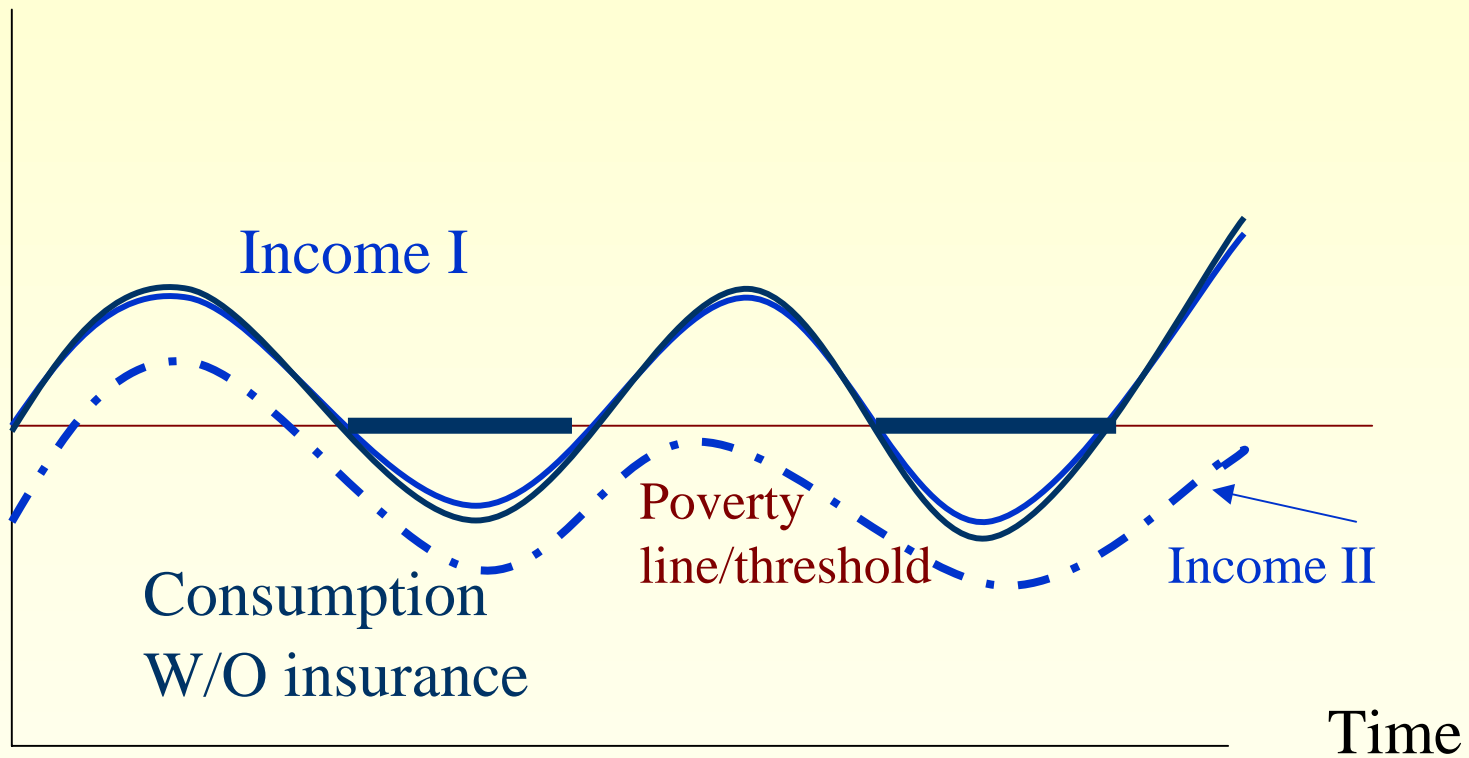 Income I
Poverty
line/threshold
Income II
Consumption
W/O insurance
Time